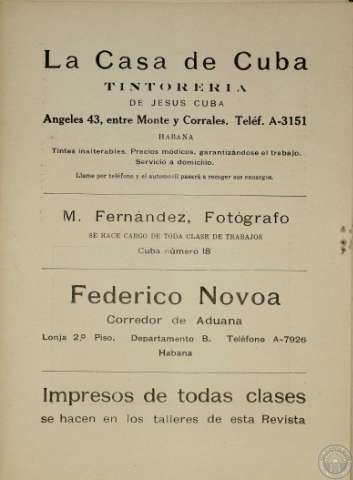 La Casa de Cuba
TINTORERIA
DE JESUS CUBA
Angeles 43, entre Monte y Corrales. Teléf. A-3151
HABANA
Tintes inalterables. Precios módicos, garantizándose el trabajo.
Servicio á domicilio.
Llame por teléfono y el automóvil pasará a recoger sus encargos.
M. Fernández, Fotógrafo
SE HACE CARGO DE TODA CLASE DE TRABAJOS
Cuba número 18
Federico Novoa
Corredor de Aduana
Lonja 2.º Piso. Departamento B. Teléfono A-7926
Habana
Impresos de todas clases
se hacen en los talleres de esta Revista